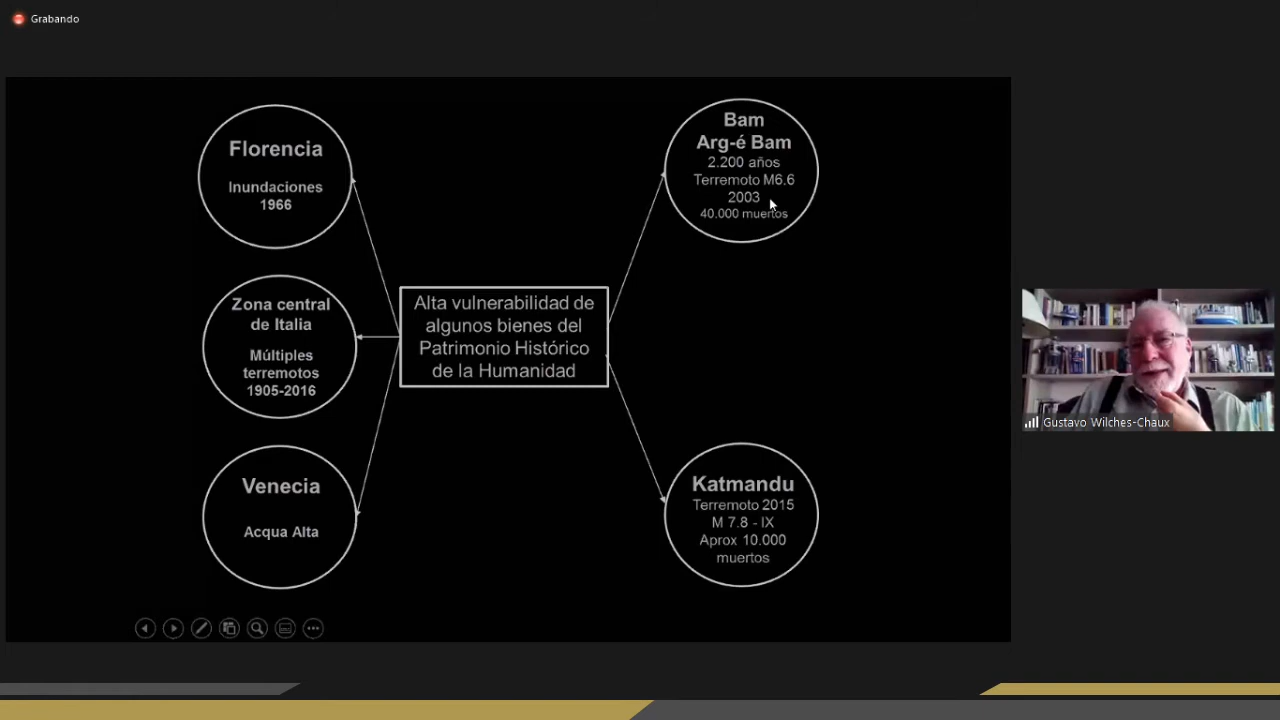 Grabando
Florencia
Inundaciones
1966
Zona central
de Italia
Múltiples
terremotos
1905-2016
Venecia
Acqua Alta
Alta vulnerabilidad de
algunos bienes del
Patrimonio Histórico
de la Humanidad
Bam
Arg-é Bam
2.200 años
Terremoto M6.6
2003
40.000 muertos
Katmandu
Terremoto 2015
M 7.8 - IX
Aprox 10.000
muertos
Gustavo Wilches-Chaux